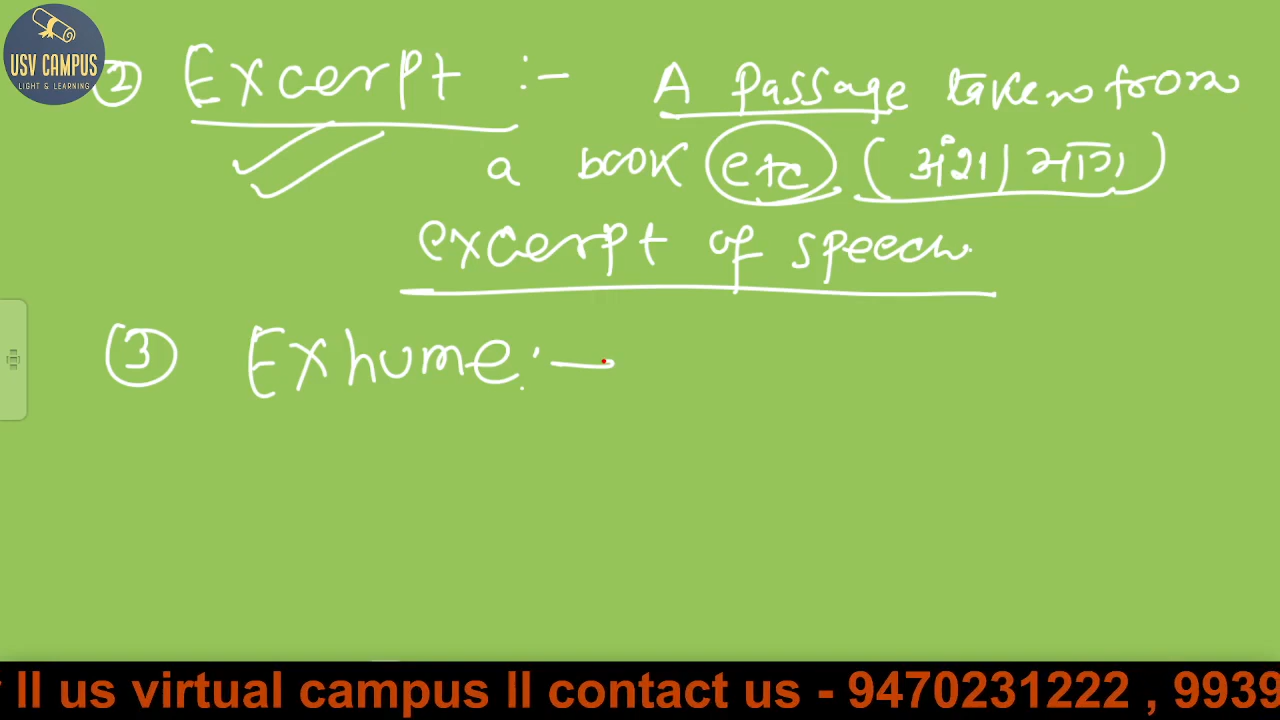 USV CAMPUS
LIGHT & LEARNING
② Excerpt :- A passage taken from
a book etc (अंश/भाग)
excerpt of speech
③ Exhume :-
ll us virtual campus ll contact us - 9470231222 , 9939